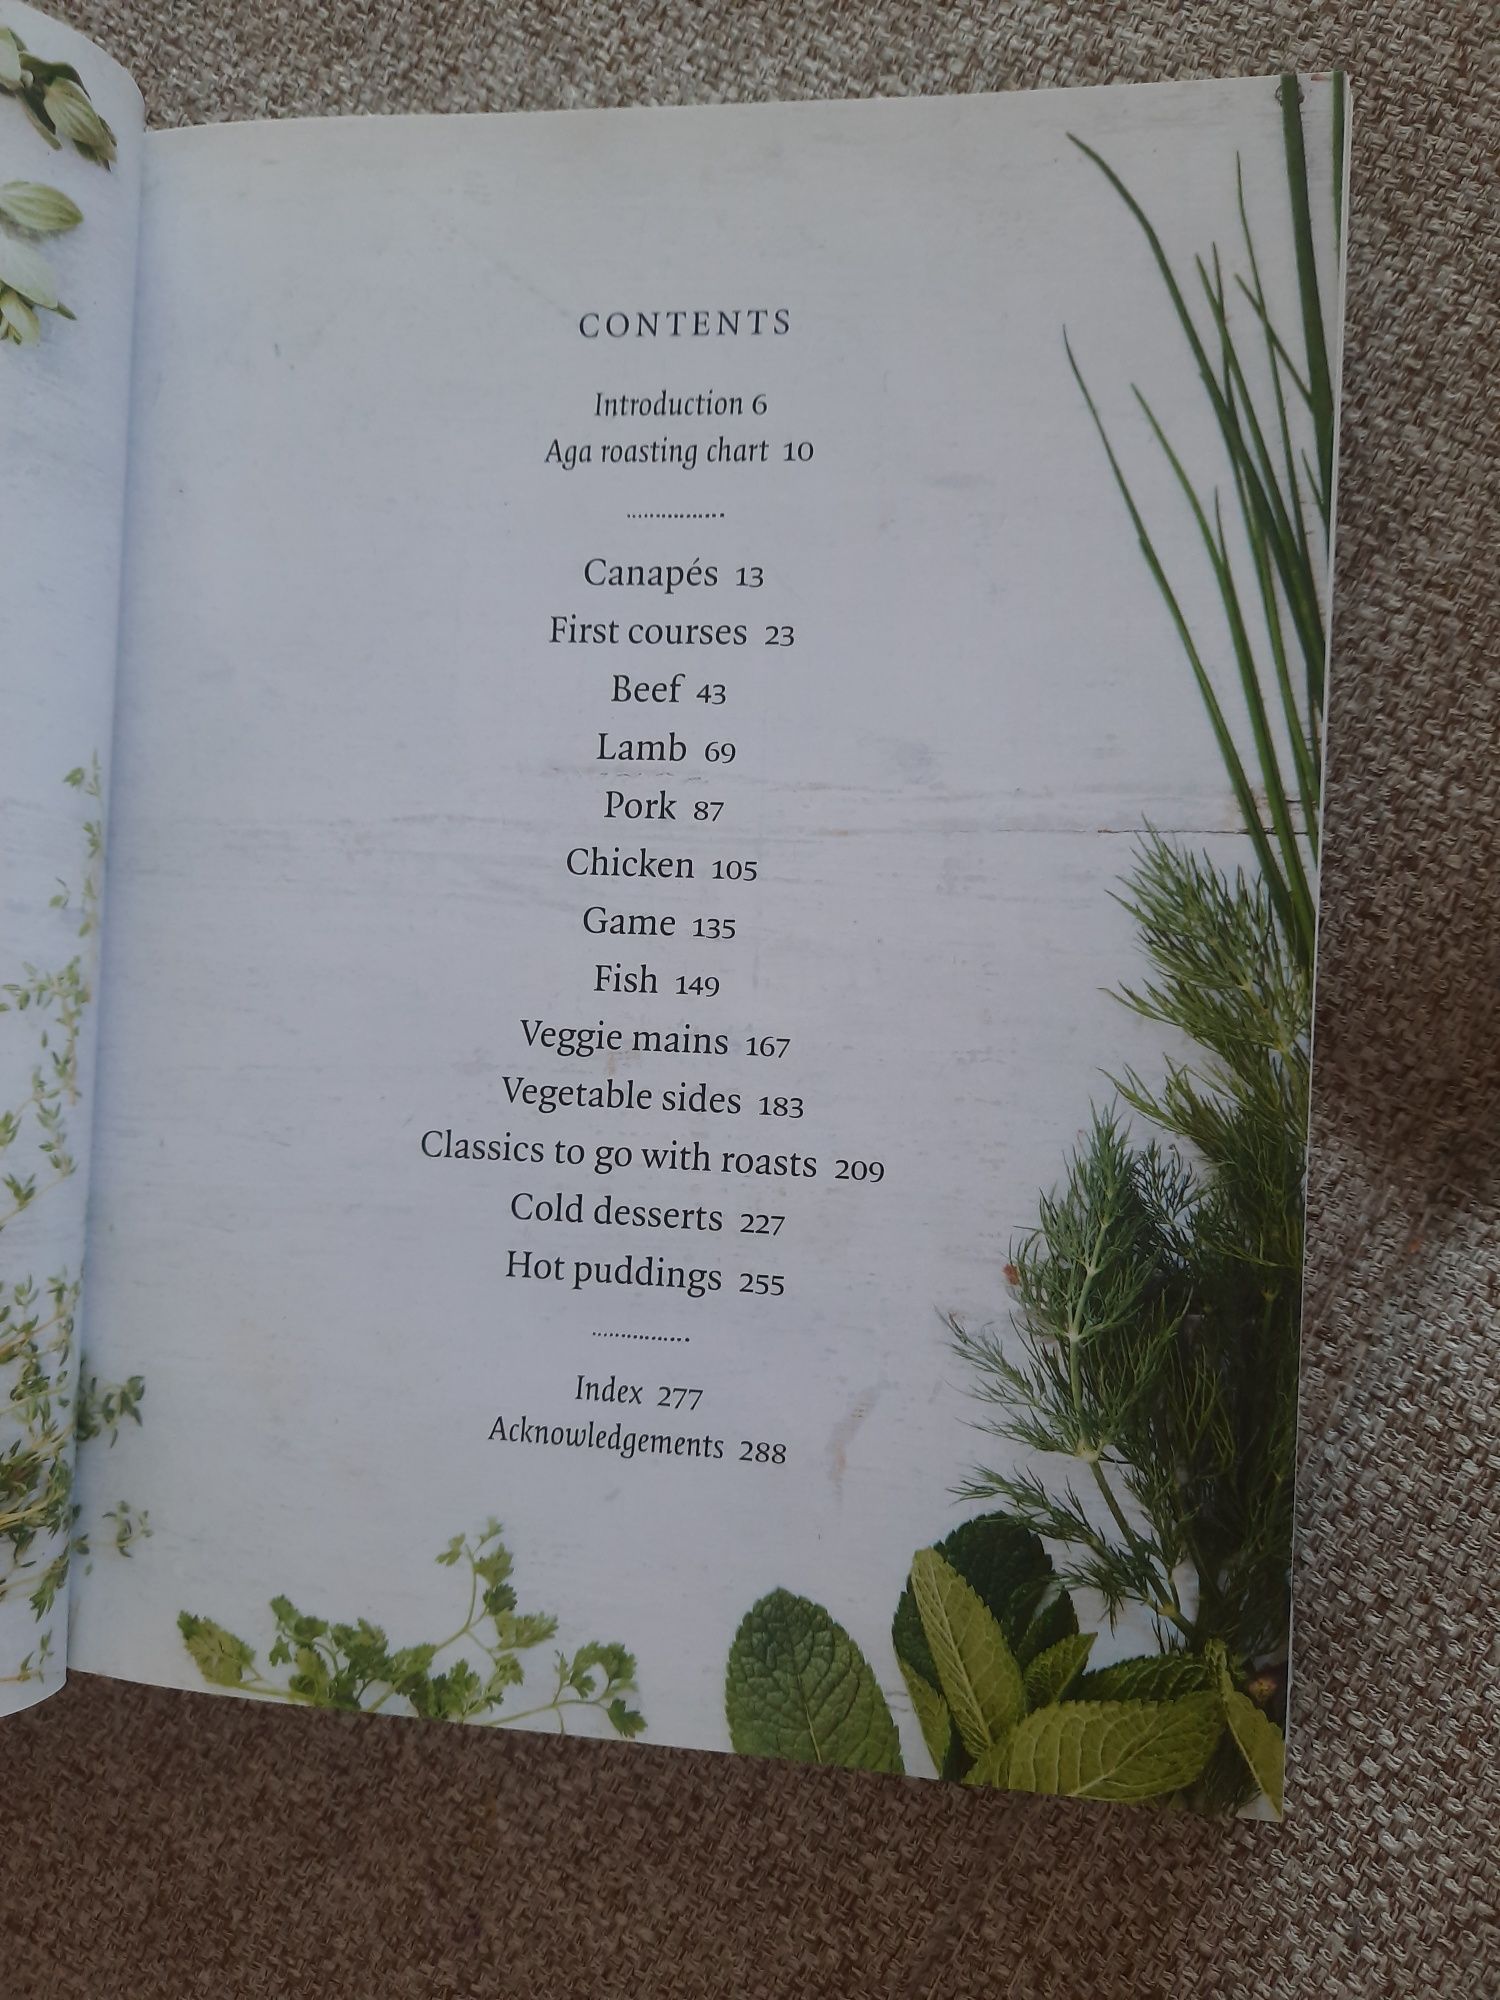 CONTENTS
Introduction 6
Aga roasting chart 10
Canapés 13
First courses 23
Beef 43
Lamb 69
Pork 87
Chicken 105
Game 135
Fish 149
Veggie mains 167
Vegetable sides 183
Classics to go with roasts 209
Cold desserts 227
Hot puddings 255
Index 277
Acknowledgements 288